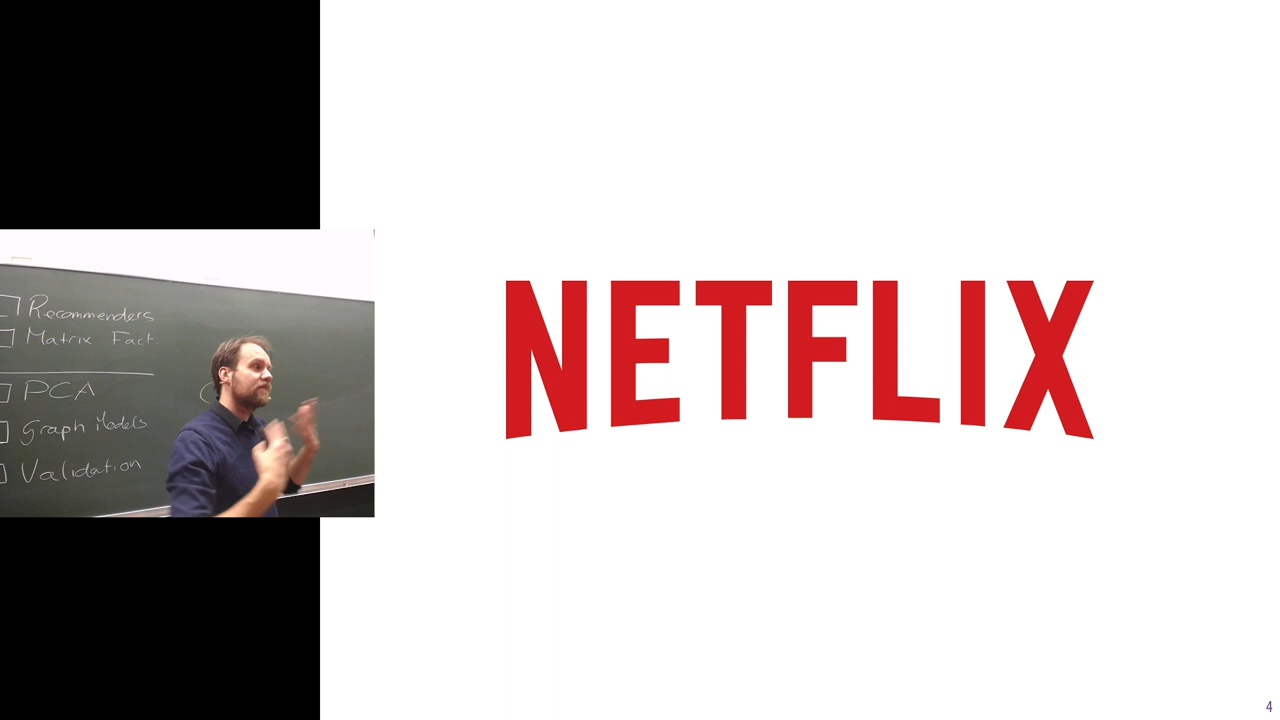 Recommenders
Matrix Fact.
PCA
Graph Models
Validation
NETFLIX
4